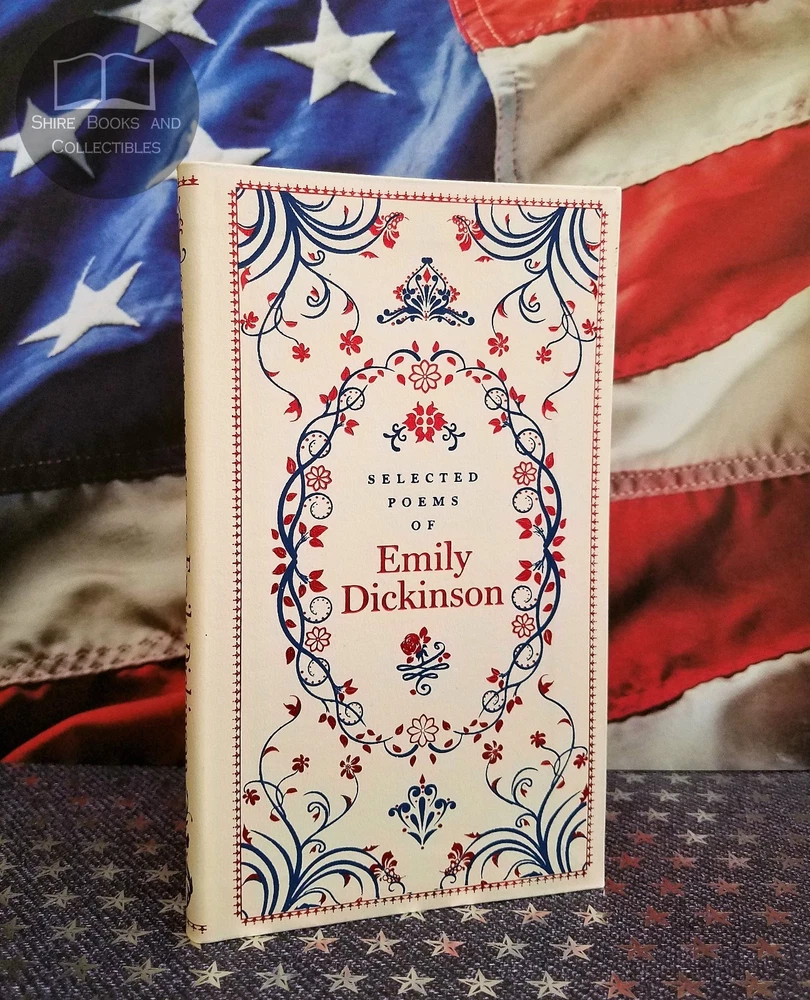 SHIRE BOOKS AND
COLLECTIBLES
SELECTED
POEMS
OF
Emily
Dickinson